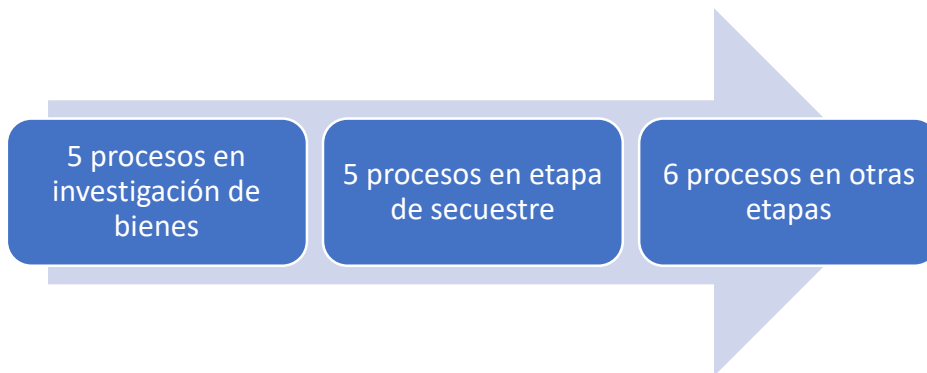 5 procesos en
investigación de
bienes
5 procesos en etapa
de secuestre
6 procesos en otras
etapas